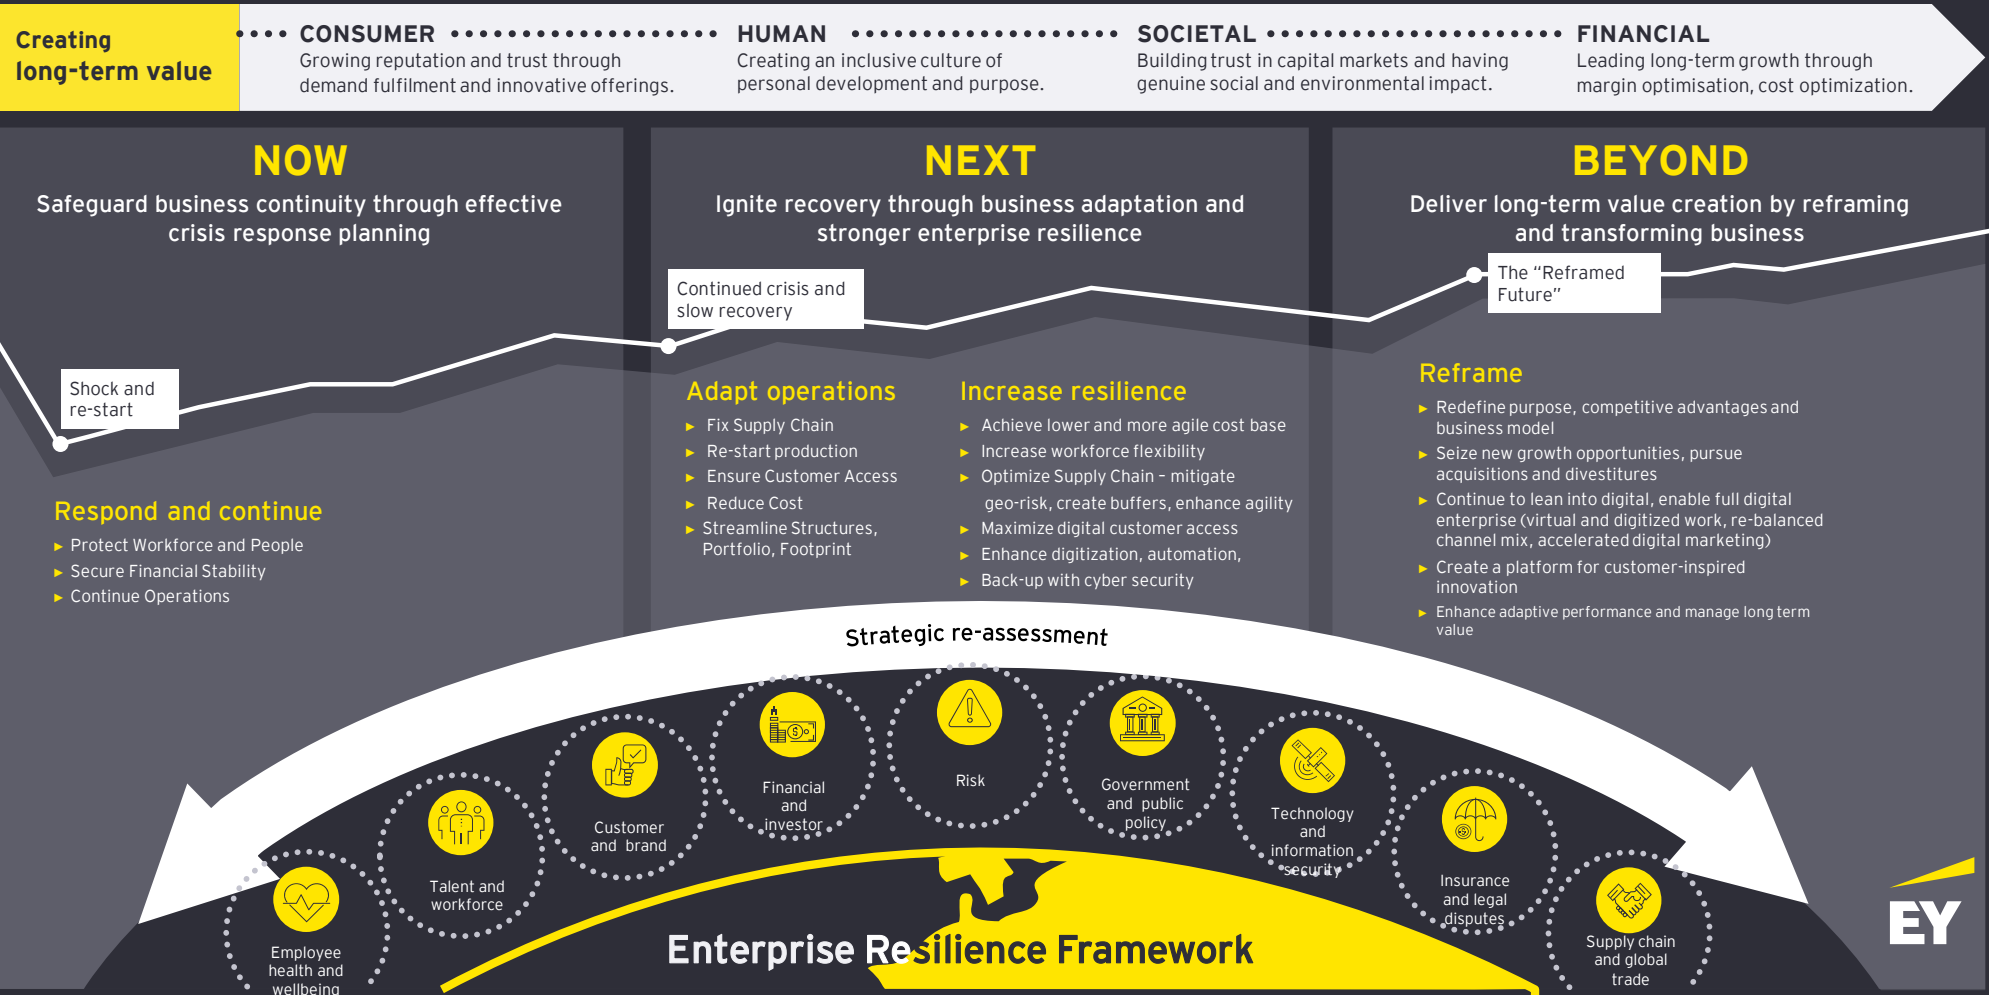 Creating
long-term value
CONSUMER
Growing reputation and trust through
demand fulfilment and innovative offerings.
HUMAN
Creating an inclusive culture of
personal development and purpose.
SOCIETAL
Building trust in capital markets and having
genuine social and environmental impact.
FINANCIAL
Leading long-term growth through
margin optimisation, cost optimization.
NOW
Safeguard business continuity through effective
crisis response planning
Shock and
re-start
Respond and continue
Protect Workforce and People
Secure Financial Stability
Continue Operations
NEXT
Ignite recovery through business adaptation and
stronger enterprise resilience
Continued crisis and
slow recovery
Adapt operations
Fix Supply Chain
Re-start production
Ensure Customer Access
Reduce Cost
Streamline Structures,
Portfolio, Footprint
Increase resilience
Achieve lower and more agile cost base
Increase workforce flexibility
Optimize Supply Chain – mitigate
geo-risk, create buffers, enhance agility
Maximize digital customer access
Enhance digitization, automation,
Back-up with cyber security
BEYOND
Deliver long-term value creation by reframing
and transforming business
The “Reframed
Future”
Reframe
Redefine purpose, competitive advantages and
business model
Seize new growth opportunities, pursue
acquisitions and divestitures
Continue to lean into digital, enable full digital
enterprise (virtual and digitized work, re-balanced
channel mix, accelerated digital marketing)
Create a platform for customer-inspired
innovation
Enhance adaptive performance and manage long term
value
Strategic re-assessment
Employee
health and
wellbeing
Talent and
workforce
Customer
and brand
Financial
and
investor
Risk
Government
and public
policy
Technology
and
information
security
Insurance
and legal
disputes
Supply chain
and global
trade
Enterprise Resilience Framework
EY